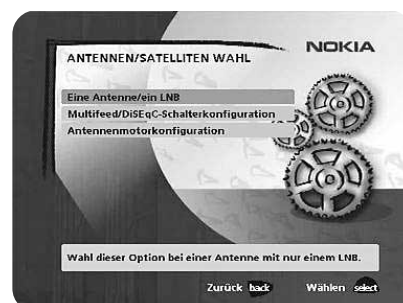 NOKIA
ANTENNEN/SATELLITEN WAHL
Eine Antenne/ein LNB
Multifeed/DiSEqC-Schalterkonfiguration
Antennenmotorkonfiguration
Wahl dieser Option bei einer Antenne mit nur einem LNB.
Zurück back Wählen select